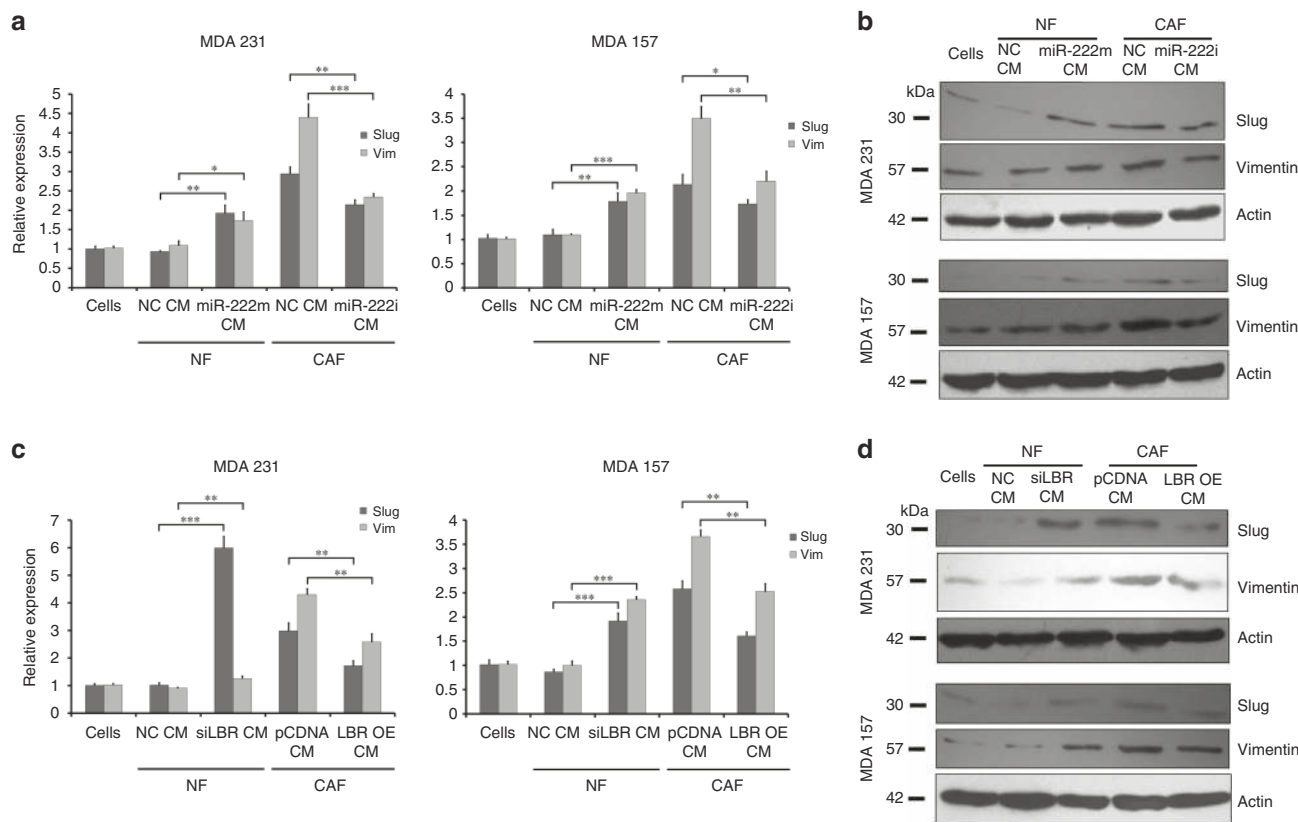 a
MDA 231
Relative expression
5
4.5
4
3.5
3
2.5
2
1.5
1
0.5
**
***
*
**
Slug
Vim
Cells
NC CM
miR-222m
CM
NC CM
miR-222i
CM
NF
CAF
MDA 157
4
3.5
3
2.5
2
1.5
1
0.5
0
*
**
***
**
Slug
Vim
Cells
NC CM
miR-222m
CM
NC CM
miR-222i
CM
NF
CAF
b
NF
CAF
Cells
NC
CM
miR-222m
CM
NC
CM
miR-222i
CM
kDa
MDA 231
30
Slug
57
Vimentin
42
Actin
MDA 157
30
Slug
57
Vimentin
42
Actin
c
MDA 231
Relative expression
7
6
5
4
3
2
1
0
**
***
**
**
Slug
Vim
Cells
NC CM
siLBR CM
pCDNA
CM
LBR OE
CM
NF
CAF
MDA 157
4
3.5
3
2.5
2
1.5
1
0.5
0
**
**
***
***
Slug
Vim
Cells
NC CM
siLBR CM
pCDNA
CM
LBR OE
CM
NF
CAF
d
NF
CAF
Cells
NC
CM
siLBR
CM
pCDNA
CM
LBR OE
CM
kDa
MDA 231
30
Slug
57
Vimentin
42
Actin
MDA 157
30
Slug
57
Vimentin
42
Actin